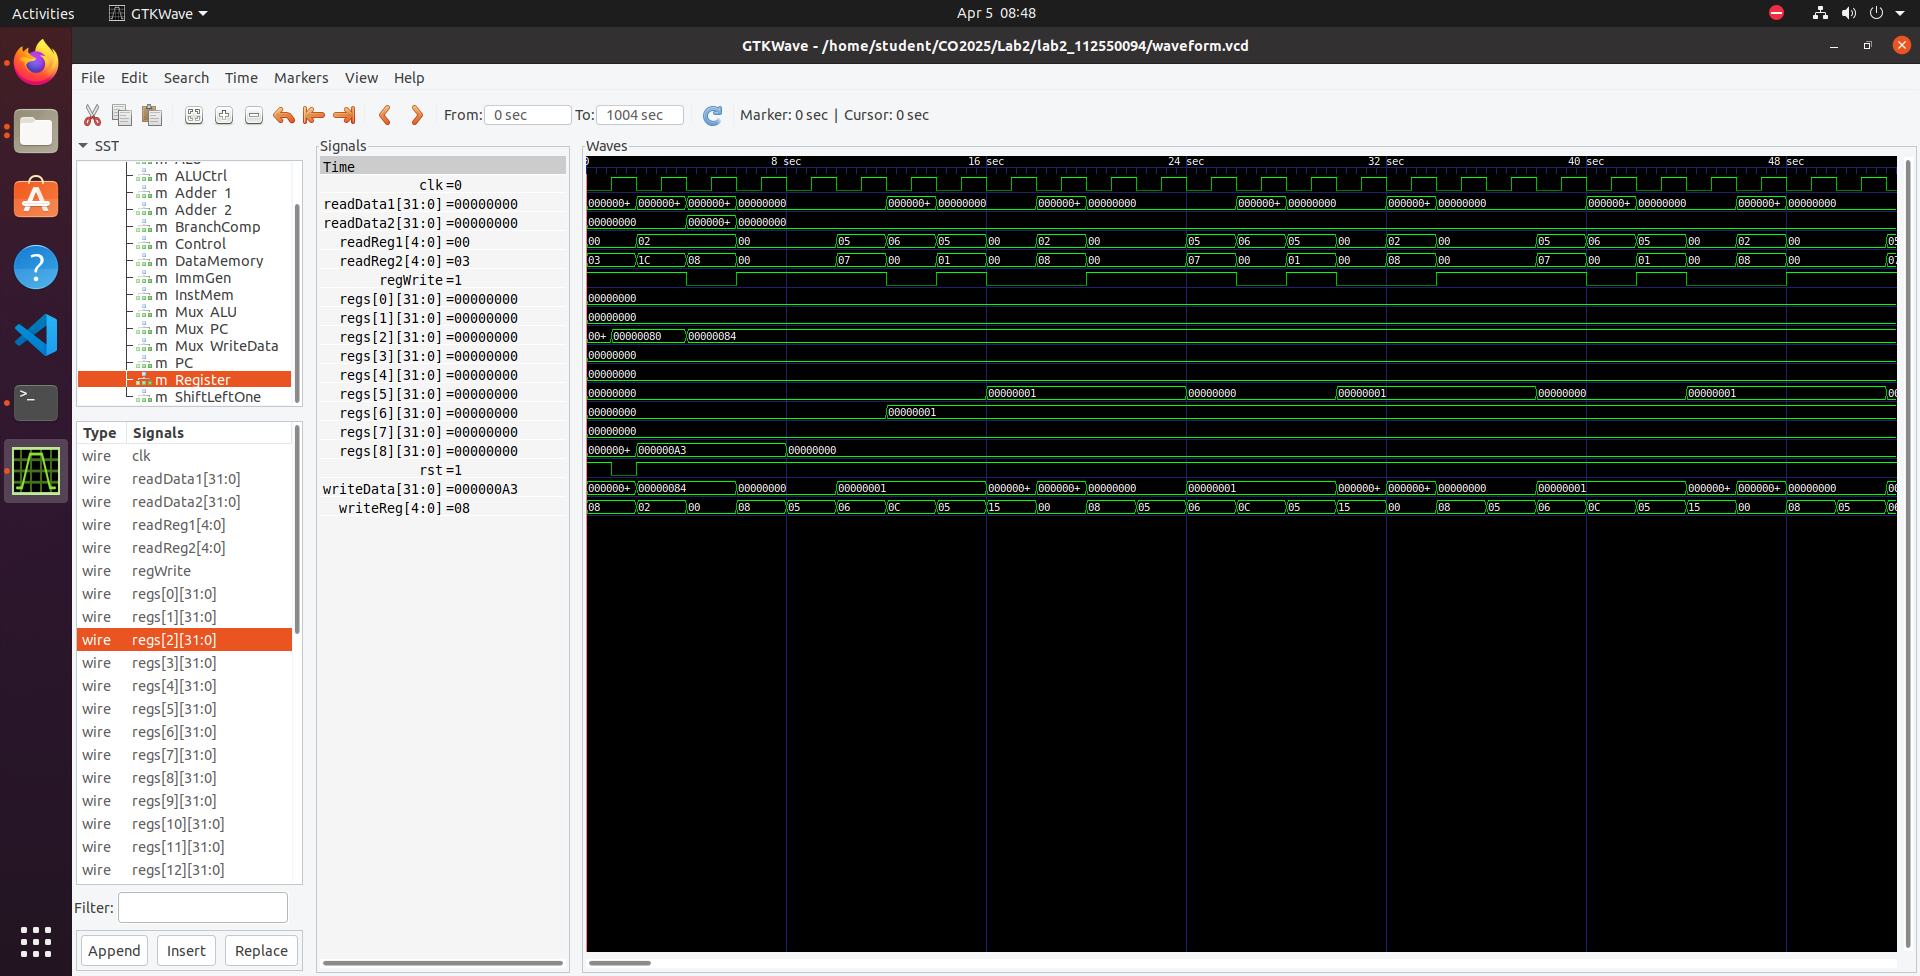 Activities GTKWave Apr 5 08:48
GTKWave - /home/student/CO2025/Lab2/lab2_112550094/waveform.vcd
File Edit Search Time Markers View Help
From: 0 sec To: 1004 sec Marker: 0 sec | Cursor: 0 sec
SST
m ALUCtrl
m Adder 1
m Adder 2
m BranchComp
m Control
m DataMemory
m ImmGen
m InstMem
m Mux ALU
m Mux PC
m Mux WriteData
m PC
m Register
m ShiftLeftOne
Type Signals
wire clk
wire readData1[31:0]
wire readData2[31:0]
wire readReg1[4:0]
wire readReg2[4:0]
wire regWrite
wire regs[0][31:0]
wire regs[1][31:0]
wire regs[2][31:0]
wire regs[3][31:0]
wire regs[4][31:0]
wire regs[5][31:0]
wire regs[6][31:0]
wire regs[7][31:0]
wire regs[8][31:0]
wire regs[9][31:0]
wire regs[10][31:0]
wire regs[11][31:0]
wire regs[12][31:0]
Filter:
Append Insert Replace
Signals
Time
clk=0
readData1[31:0]=00000000
readData2[31:0]=00000000
readReg1[4:0]=00
readReg2[4:0]=03
regWrite=1
regs[0][31:0]=00000000
regs[1][31:0]=00000000
regs[2][31:0]=00000000
regs[3][31:0]=00000000
regs[4][31:0]=00000000
regs[5][31:0]=00000000
regs[6][31:0]=00000000
regs[7][31:0]=00000000
regs[8][31:0]=00000000
rst=1
writeData[31:0]=000000A3
writeReg[4:0]=08
Waves
0 8 sec 16 sec 24 sec 32 sec 40 sec 48 sec
000000+ 000000+ 000000+ 00000000 000000+ 00000000 000000+ 00000000 000000+ 00000000 000000+ 00000000 000000+ 00000000 000000+ 00000000
00000000 000000+ 00000000
00 02 00 05 06 05 00 02 00 05 06 05 00 02 00 05 06 05 00 02 00 05
03 1C 08 00 07 00 01 00 08 00 07 00 01 00 08 00 07 00 01 00 08 00 07
00000000
00000000
00+ 00000080 00000084
00000000
00000000
00000000 00000001 00000000 00000001 00000000 00000001 00
00000000 00000001
00000000
000000+ 000000A3 00000000
000000+ 00000084 00000000 00000001 000000+ 000000+ 00000000 00000001 000000+ 000000+ 00000000 00000001 000000+ 000000+ 00000000 00
08 02 00 08 05 06 0C 05 15 00 08 05 06 0C 05 15 00 08 05 06 0C 05 15 00 08 05 06